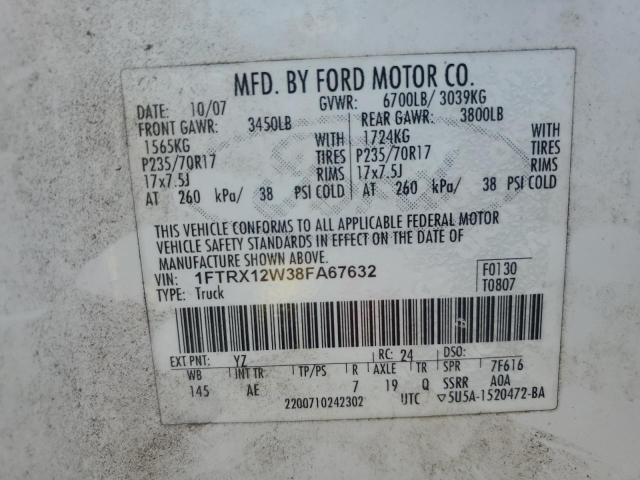 MFD. BY FORD MOTOR CO.
DATE: 10/07 GVWR: 6700LB/ 3039KG
FRONT GAWR: 3450LB REAR GAWR: 3800LB
1565KG WITH 1724KG WITH
P235/70R17 TIRES P235/70R17 TIRES
17x7.5J RIMS 17x7.5J RIMS
AT 260 kPa/ 38 PSI COLD AT 260 kPa/ 38 PSI COLD
THIS VEHICLE CONFORMS TO ALL APPLICABLE FEDERAL MOTOR
VEHICLE SAFETY STANDARDS IN EFFECT ON THE DATE OF
MANUFACTURE SHOWN ABOVE.
VIN: 1FTRX12W38FA67632 F0130
TYPE: Truck T0807
EXT PNT: YZ RC: 24 DSO:
WB INT TR TP/PS R AXLE TR SPR 7F616
145 AE 7 19 Q SSRR A0A
2200710242302 UTC ▽5U5A-1520472-BA